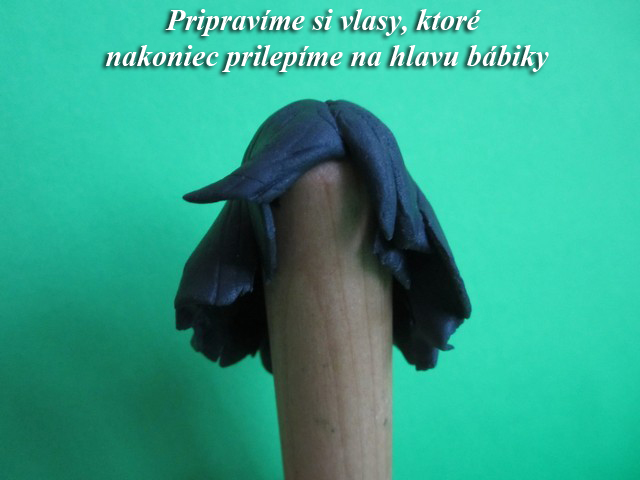 Pripravíme si vlasy, ktoré
nakoniec prilepíme na hlavu bábiky